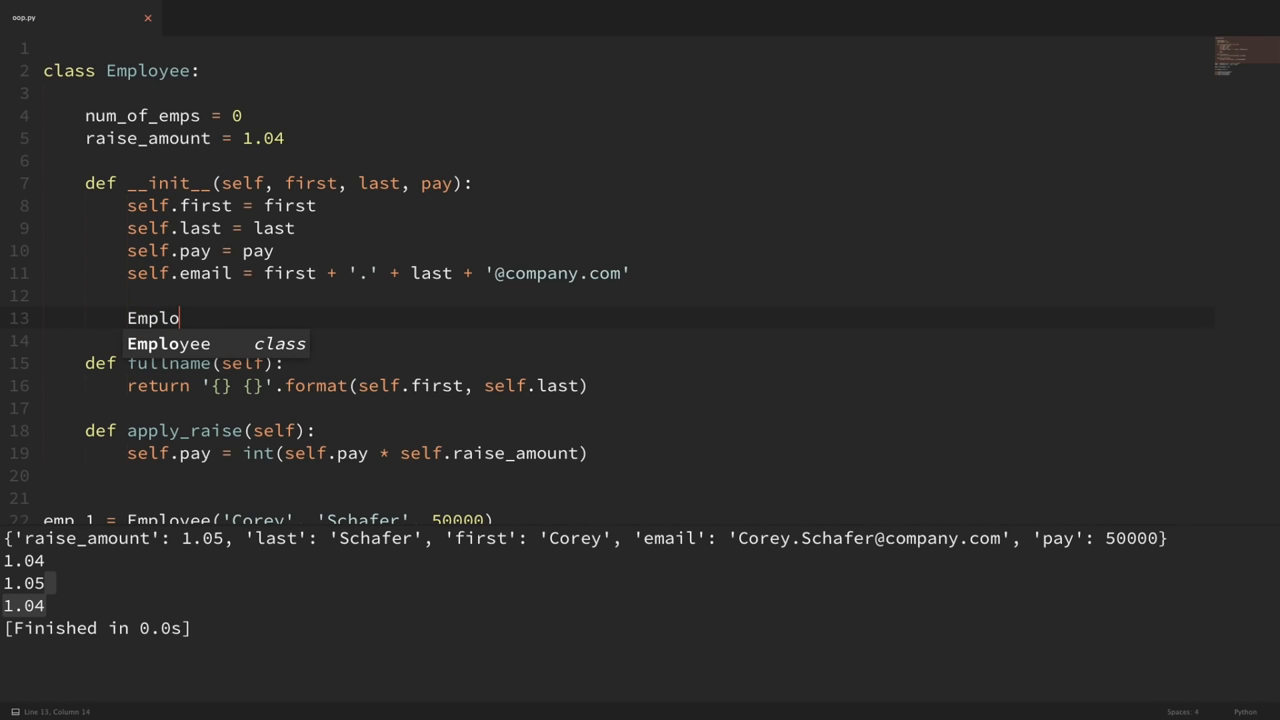 oop.py
1
2 class Employee:
3
4 num_of_emps = 0
5 raise_amount = 1.04
6
7 def __init__(self, first, last, pay):
8 self.first = first
9 self.last = last
10 self.pay = pay
11 self.email = first + '.' + last + '@company.com'
12
13 Emplo
Employee class
14
15 def fullname(self):
16 return '{} {}'.format(self.first, self.last)
17
18 def apply_raise(self):
19 self.pay = int(self.pay * self.raise_amount)
20
21
22 emp_1 = Employee('Corey', 'Schafer', 50000)
{'raise_amount': 1.05, 'last': 'Schafer', 'first': 'Corey', 'email': 'Corey.Schafer@company.com', 'pay': 50000}
1.04
1.05
1.04
[Finished in 0.0s]
Line 13, Column 14 Spaces: 4 Python